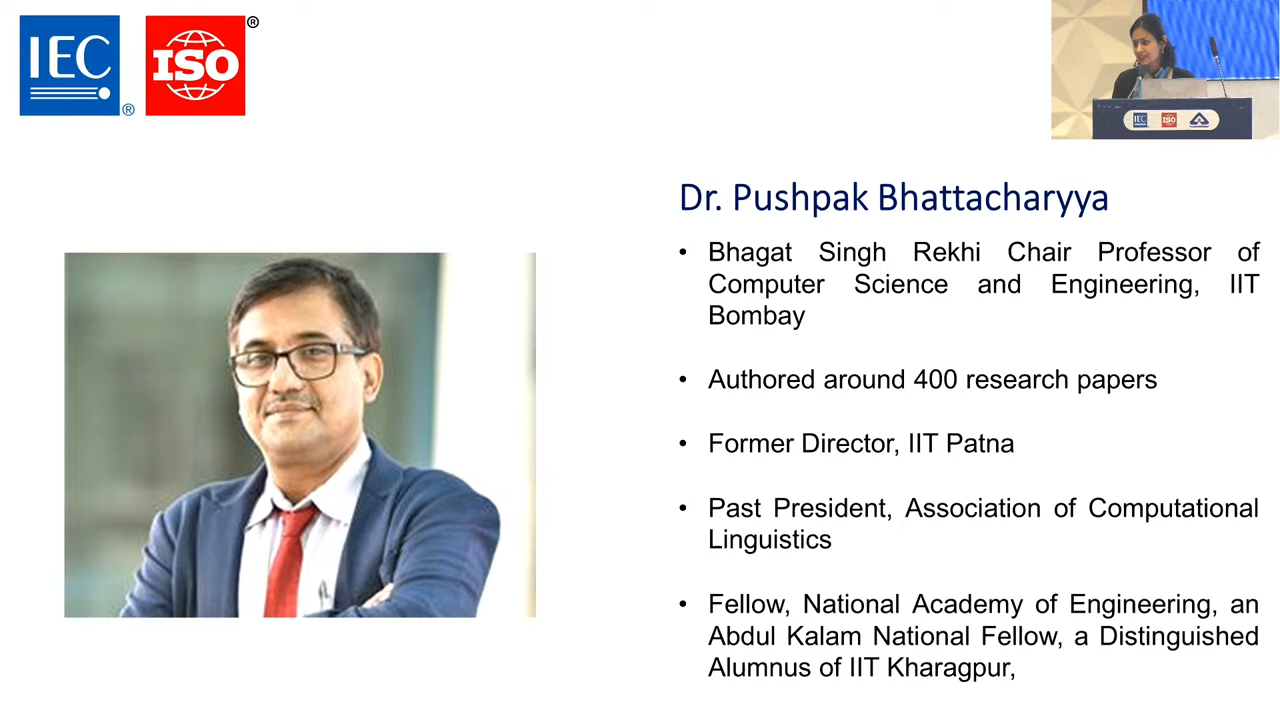 IEC
®
ISO
®
IEC ISO
Dr. Pushpak Bhattacharyya
• Bhagat Singh Rekhi Chair Professor of
Computer Science and Engineering, IIT
Bombay
• Authored around 400 research papers
• Former Director, IIT Patna
• Past President, Association of Computational
Linguistics
• Fellow, National Academy of Engineering, an
Abdul Kalam National Fellow, a Distinguished
Alumnus of IIT Kharagpur,